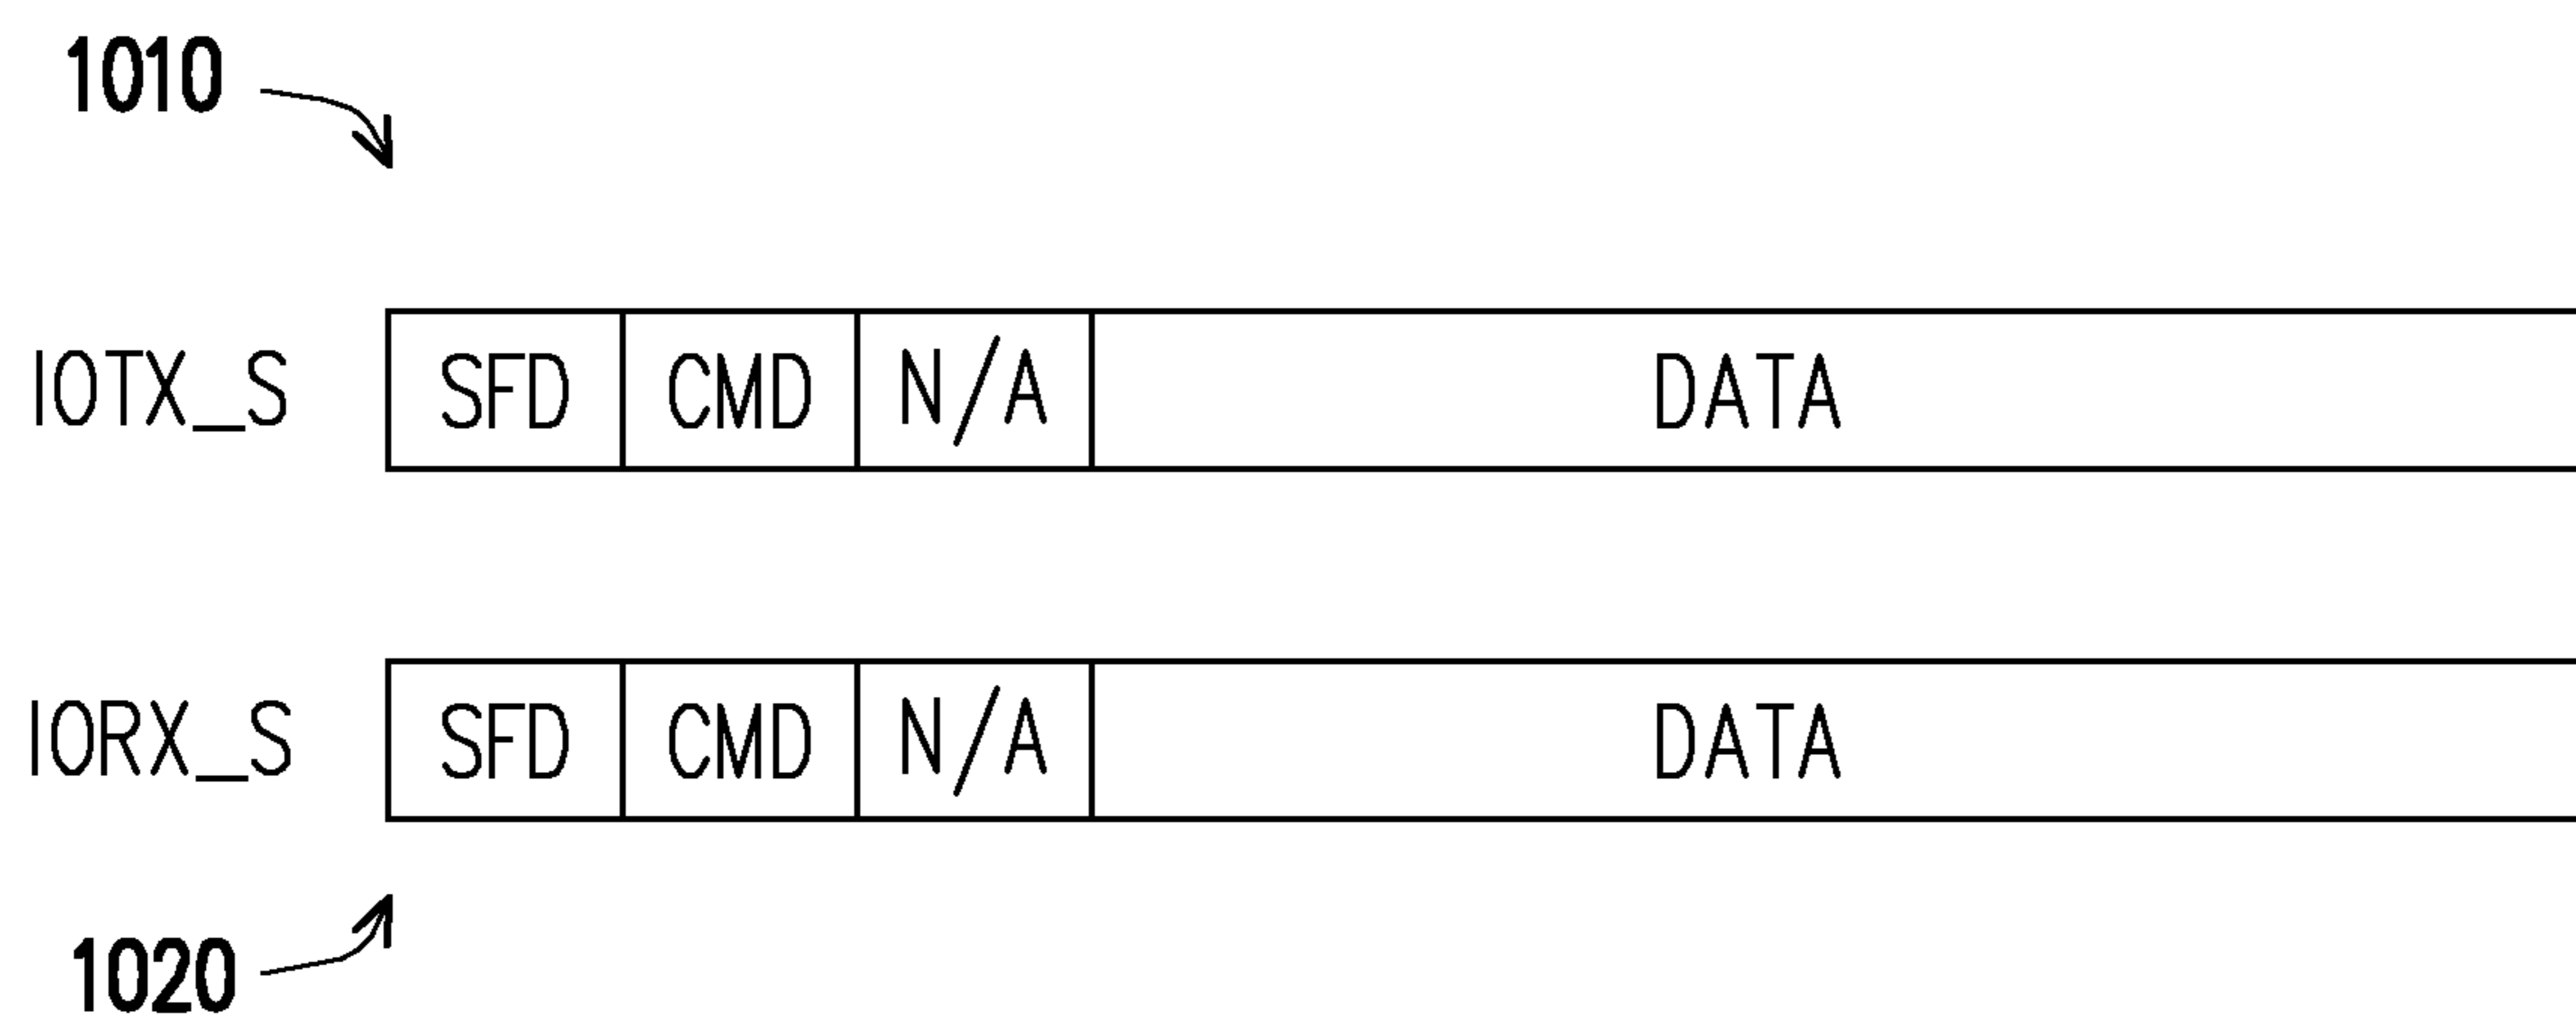 1010
IOTX_S SFD CMD N/A DATA
IORX_S SFD CMD N/A DATA
1020